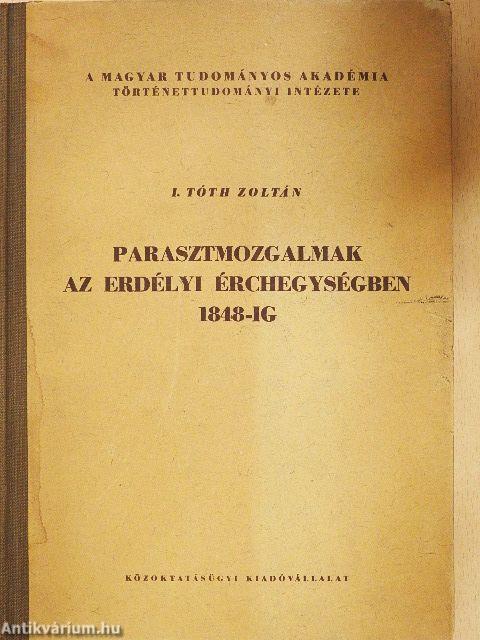 A MAGYAR TUDOMÁNYOS AKADÉMIA
TÖRTÉNETTUDOMÁNYI INTÉZETE
I. TÓTH ZOLTÁN
PARASZTMOZGALMAK
AZ ERDÉLYI ÉRCHEGYSÉGBEN
1848-IG
KÖZOKTATÁSÜGYI KIADÓVÁLLALAT
Antikvárium.hu